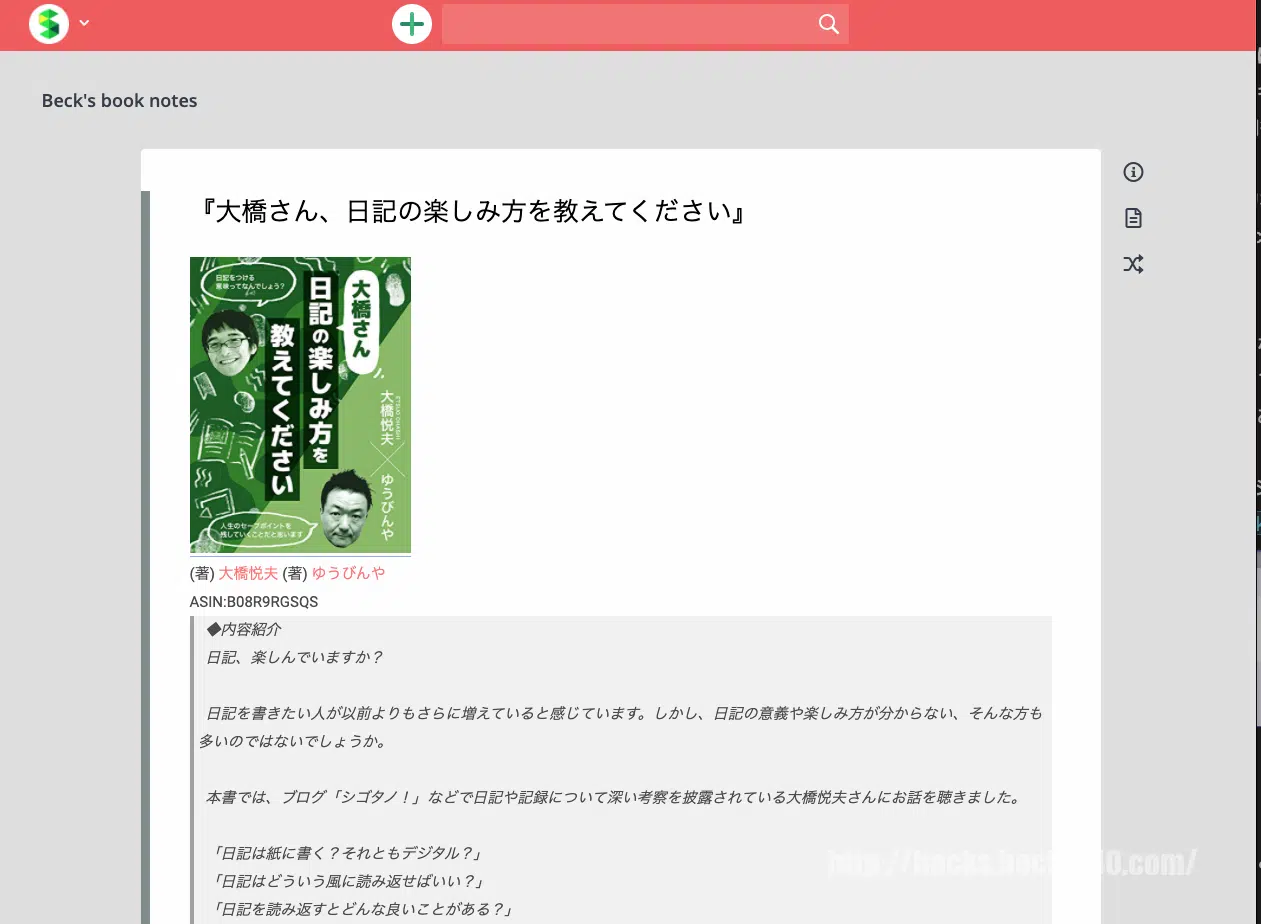 Beck's book notes
『大橋さん、日記の楽しみ方を教えてください』
日記をつける
意味ってなんでしょう？
大橋さん
日記の楽しみ方を
教えてください
大橋悦夫
ETSUO OHASHI
ゆうびんや
人生のセーブポイントを
残していくことだと思います
(著) 大橋悦夫 (著) ゆうびんや
ASIN:B08R9RGSQS
◆内容紹介
日記、楽しんでいますか？
日記を書きたい人が以前よりもさらに増えていると感じています。しかし、日記の意義や楽しみ方が分からない、そんな方も
多いのではないでしょうか。
本書では、ブログ「シゴタノ！」などで日記や記録について深い考察を披露されている大橋悦夫さんにお話を聴きました。
「日記は紙に書く？それともデジタル？」
「日記はどういう風に読み返せばいい？」
「日記を読み返すとどんな良いことがある？」